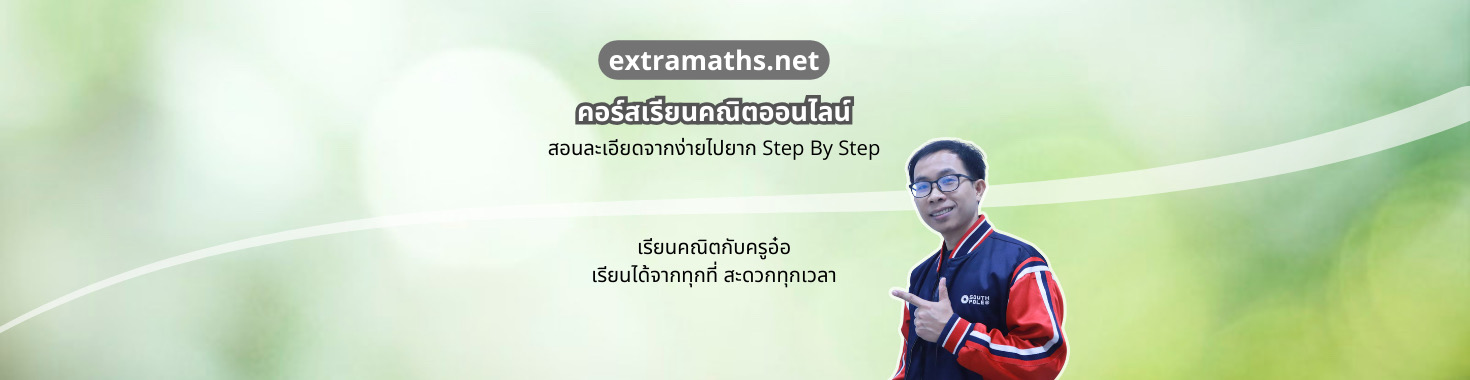 extramaths.net
คอร์สเรียนคณิตออนไลน์
สอนละเอียดจากง่ายไปยาก Step By Step
เรียนคณิตกับครูอ๋อ
เรียนได้จากทุกที่ สะดวกทุกเวลา
SOUTH
POLE